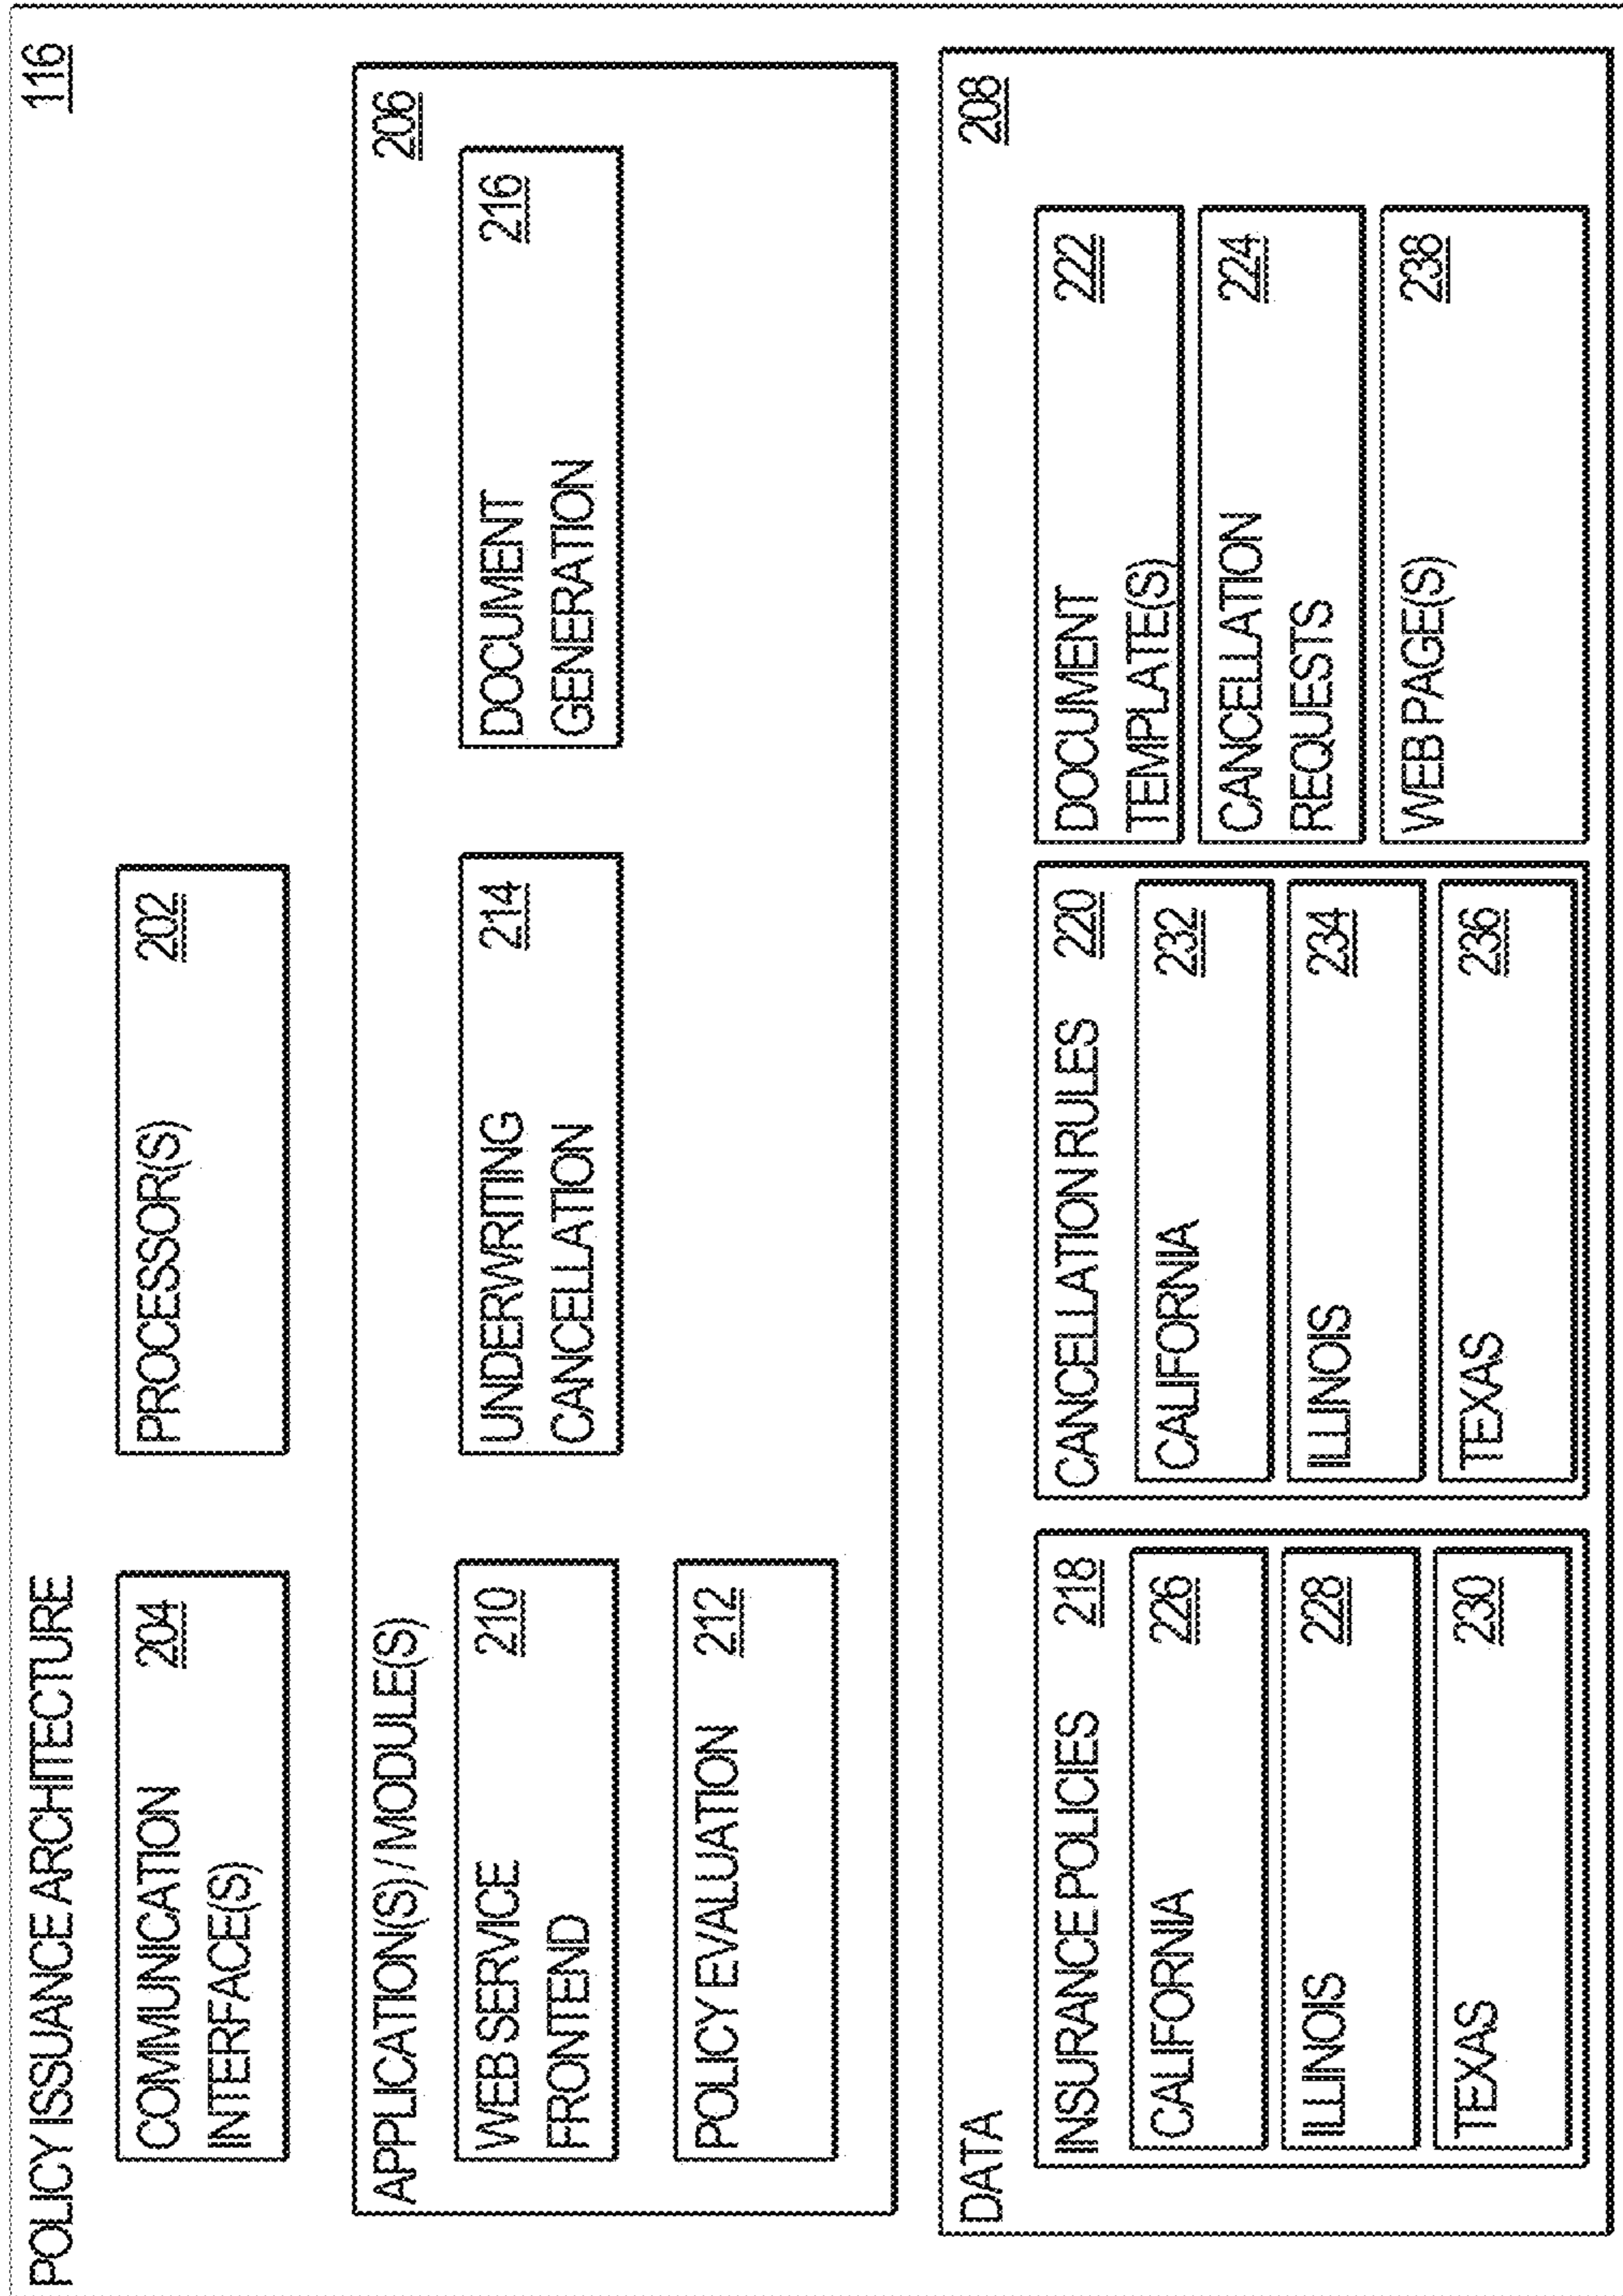 POLICY ISSUANCE ARCHITECTURE 116
COMMUNICATION 204
INTERFACE(S)
PROCESSOR(S) 202
APPLICATION(S) / MODULE(S) 206
WEB SERVICE 210
FRONTEND
UNDERWRITING 214
CANCELLATION
DOCUMENT 216
GENERATION
POLICY EVALUATION 212
DATA 208
INSURANCE POLICIES 218
CALIFORNIA 226
ILLINOIS 228
TEXAS 230
CANCELLATION RULES 220
CALIFORNIA 232
ILLINOIS 234
TEXAS 236
DOCUMENT 222
TEMPLATE(S)
CANCELLATION 224
REQUESTS
WEB PAGE(S) 238